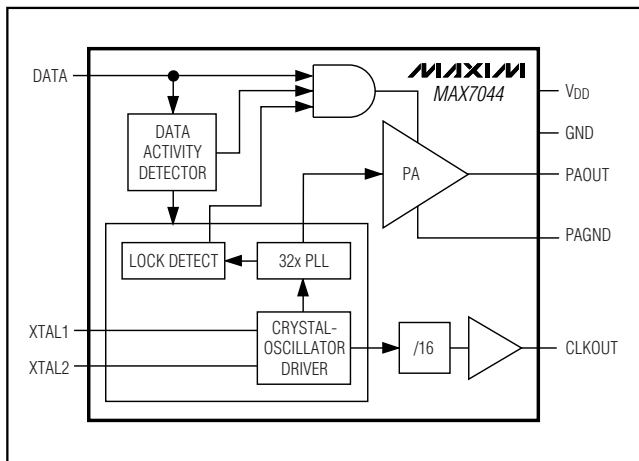 DATA
MAXIM
MAX7044
VDD
GND
DATA
ACTIVITY
DETECTOR
PA
PAOUT
PAGND
LOCK DETECT
32x PLL
XTAL1
XTAL2
CRYSTAL-
OSCILLATOR
DRIVER
/16
CLKOUT